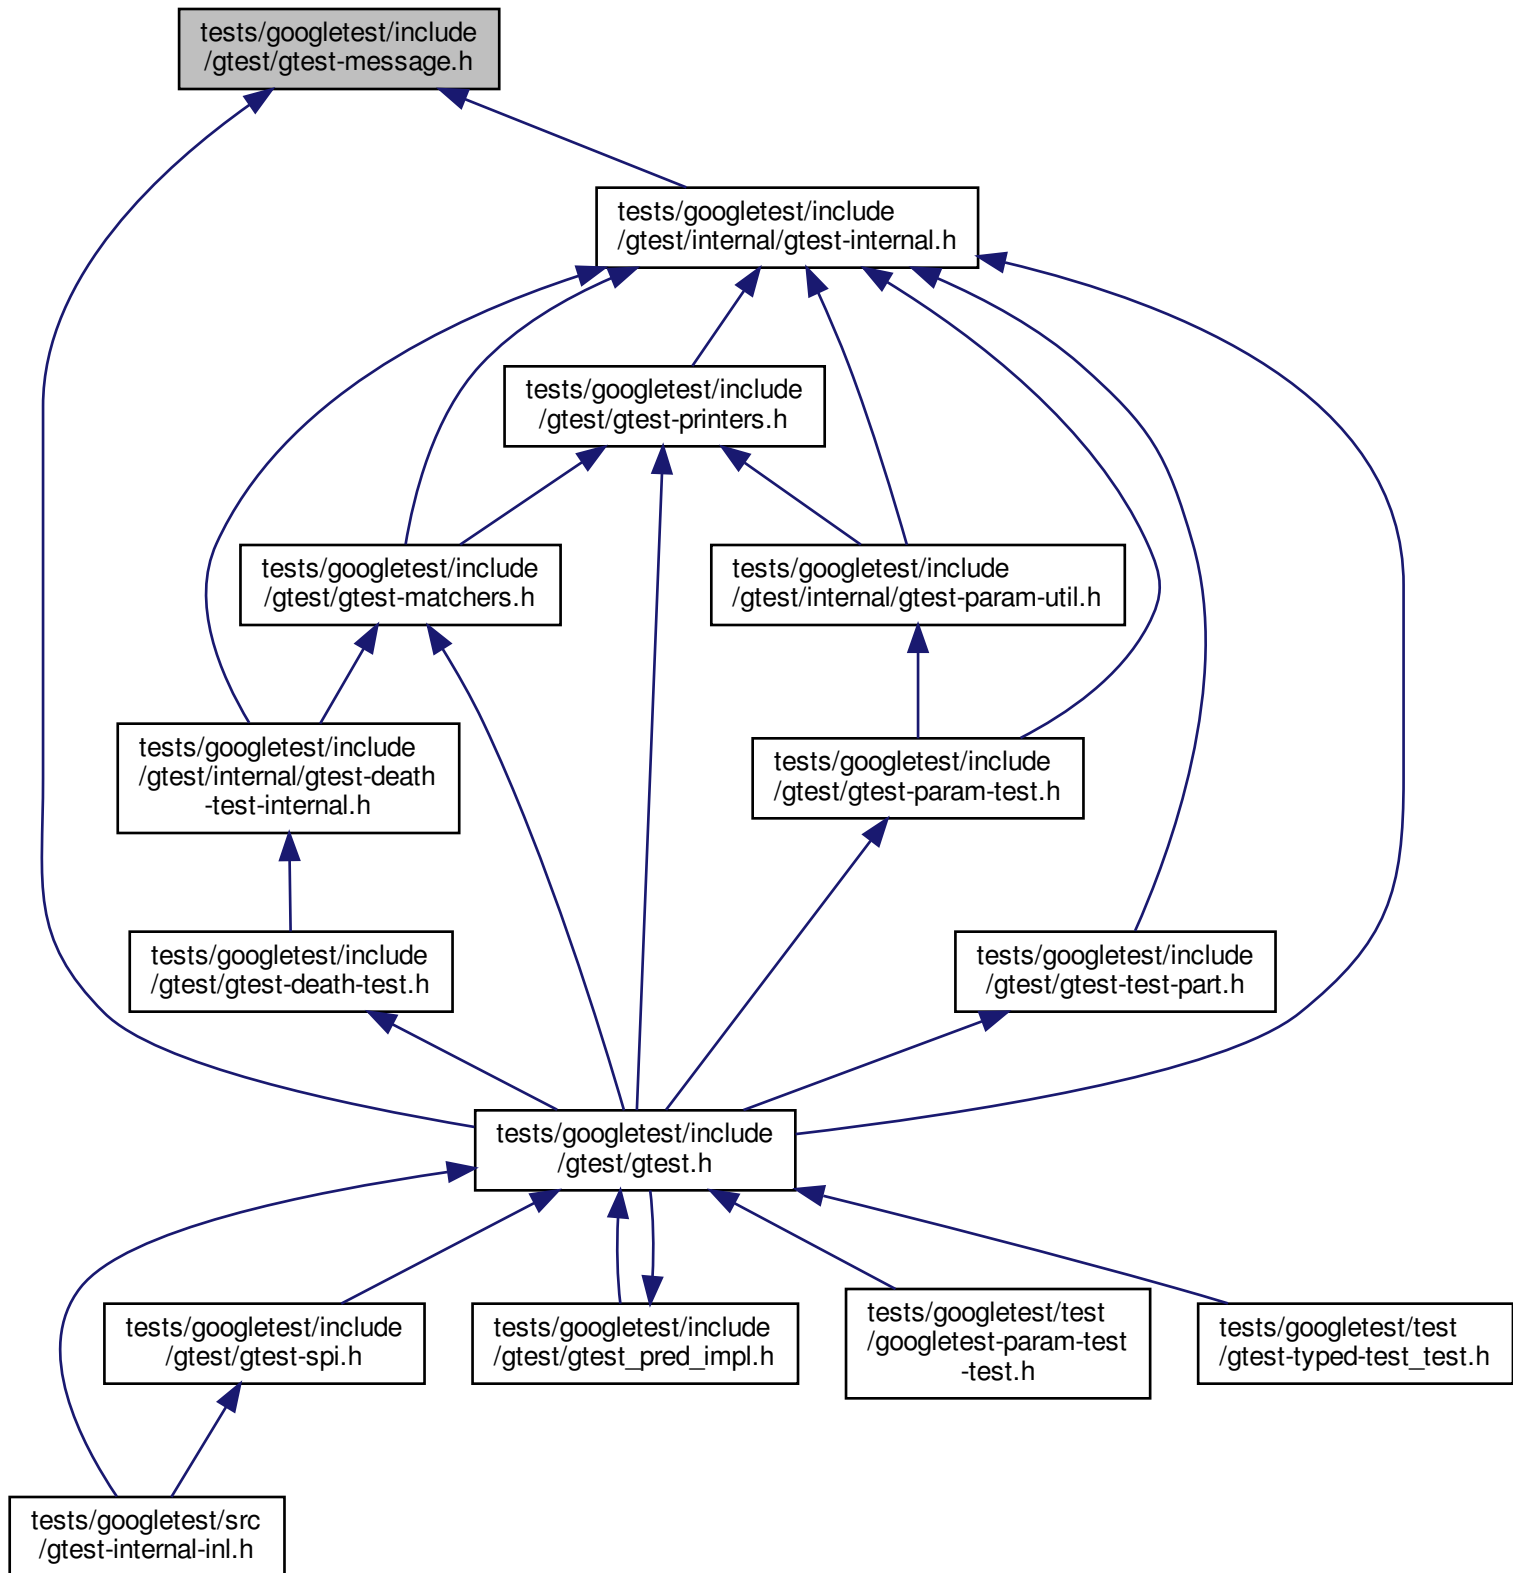 tests/googletest/include
/gtest/gtest-message.h
tests/googletest/include
/gtest/internal/gtest-internal.h
tests/googletest/include
/gtest/gtest-printers.h
tests/googletest/include
/gtest/gtest-matchers.h
tests/googletest/include
/gtest/internal/gtest-param-util.h
tests/googletest/include
/gtest/internal/gtest-death
-test-internal.h
tests/googletest/include
/gtest/gtest-param-test.h
tests/googletest/include
/gtest/gtest-death-test.h
tests/googletest/include
/gtest/gtest-test-part.h
tests/googletest/include
/gtest/gtest.h
tests/googletest/include
/gtest/gtest-spi.h
tests/googletest/include
/gtest/gtest_pred_impl.h
tests/googletest/test
/googletest-param-test
-test.h
tests/googletest/test
/gtest-typed-test_test.h
tests/googletest/src
/gtest-internal-inl.h